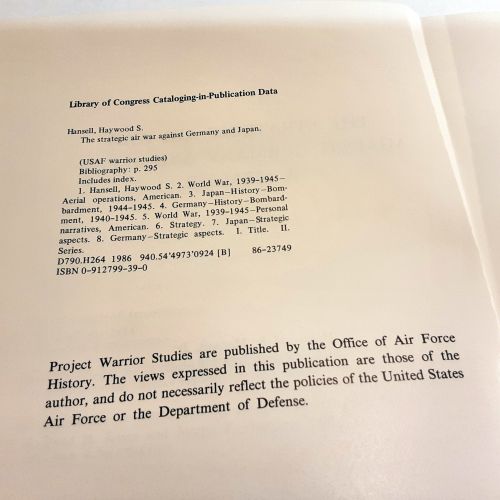 Library of Congress Cataloging-in-Publication Data
Hansell, Haywood S.
The strategic air war against Germany and Japan.
(USAF warrior studies)
Bibliography: p. 295
Includes index.
1. Hansell, Haywood S. 2. World War, 1939-1945—
Aerial operations, American. 3. Japan—History—Bom-
bardment, 1944-1945. 4. Germany—History—Bombard-
ment, 1940-1945. 5. World War, 1939-1945—Personal
narratives, American. 6. Strategy. 7. Japan—Strategic
aspects. 8. Germany—Strategic aspects. I. Title. II.
Series.
D790.H264 1986 940.54'4973'0924 [B] 86-23749
ISBN 0-912799-39-0
Project Warrior Studies are published by the Office of Air Force
History. The views expressed in this publication are those of the
author, and do not necessarily reflect the policies of the United States
Air Force or the Department of Defense.